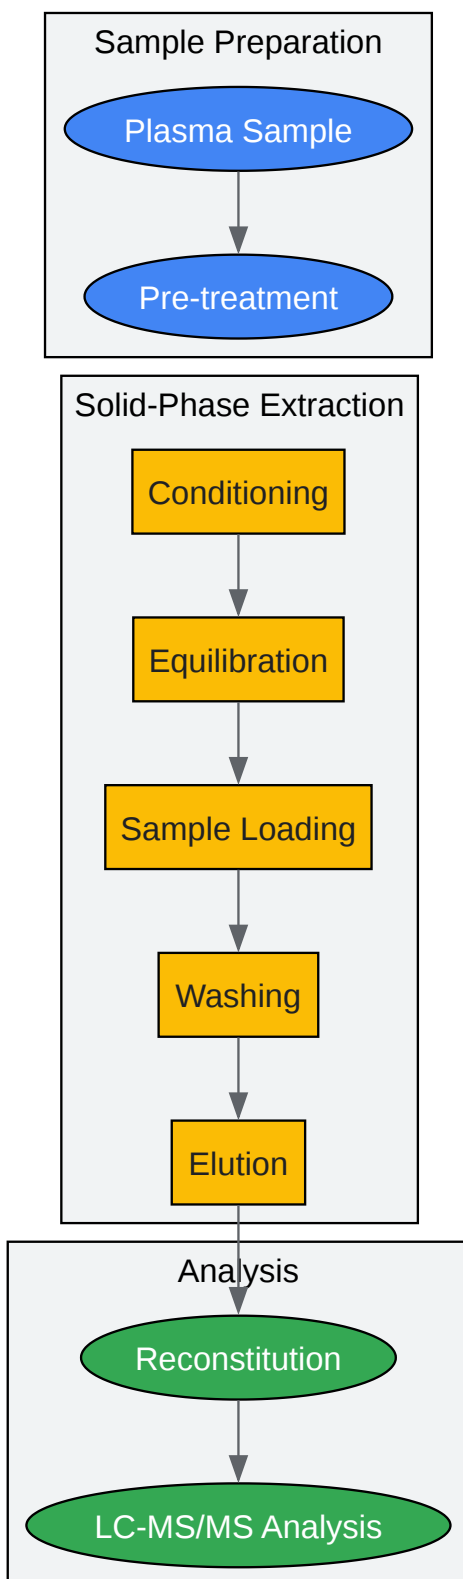 Sample Preparation
Plasma Sample
Pre-treatment
Solid-Phase Extraction
Conditioning
Equilibration
Sample Loading
Washing
Elution
Analysis
Reconstitution
LC-MS/MS Analysis